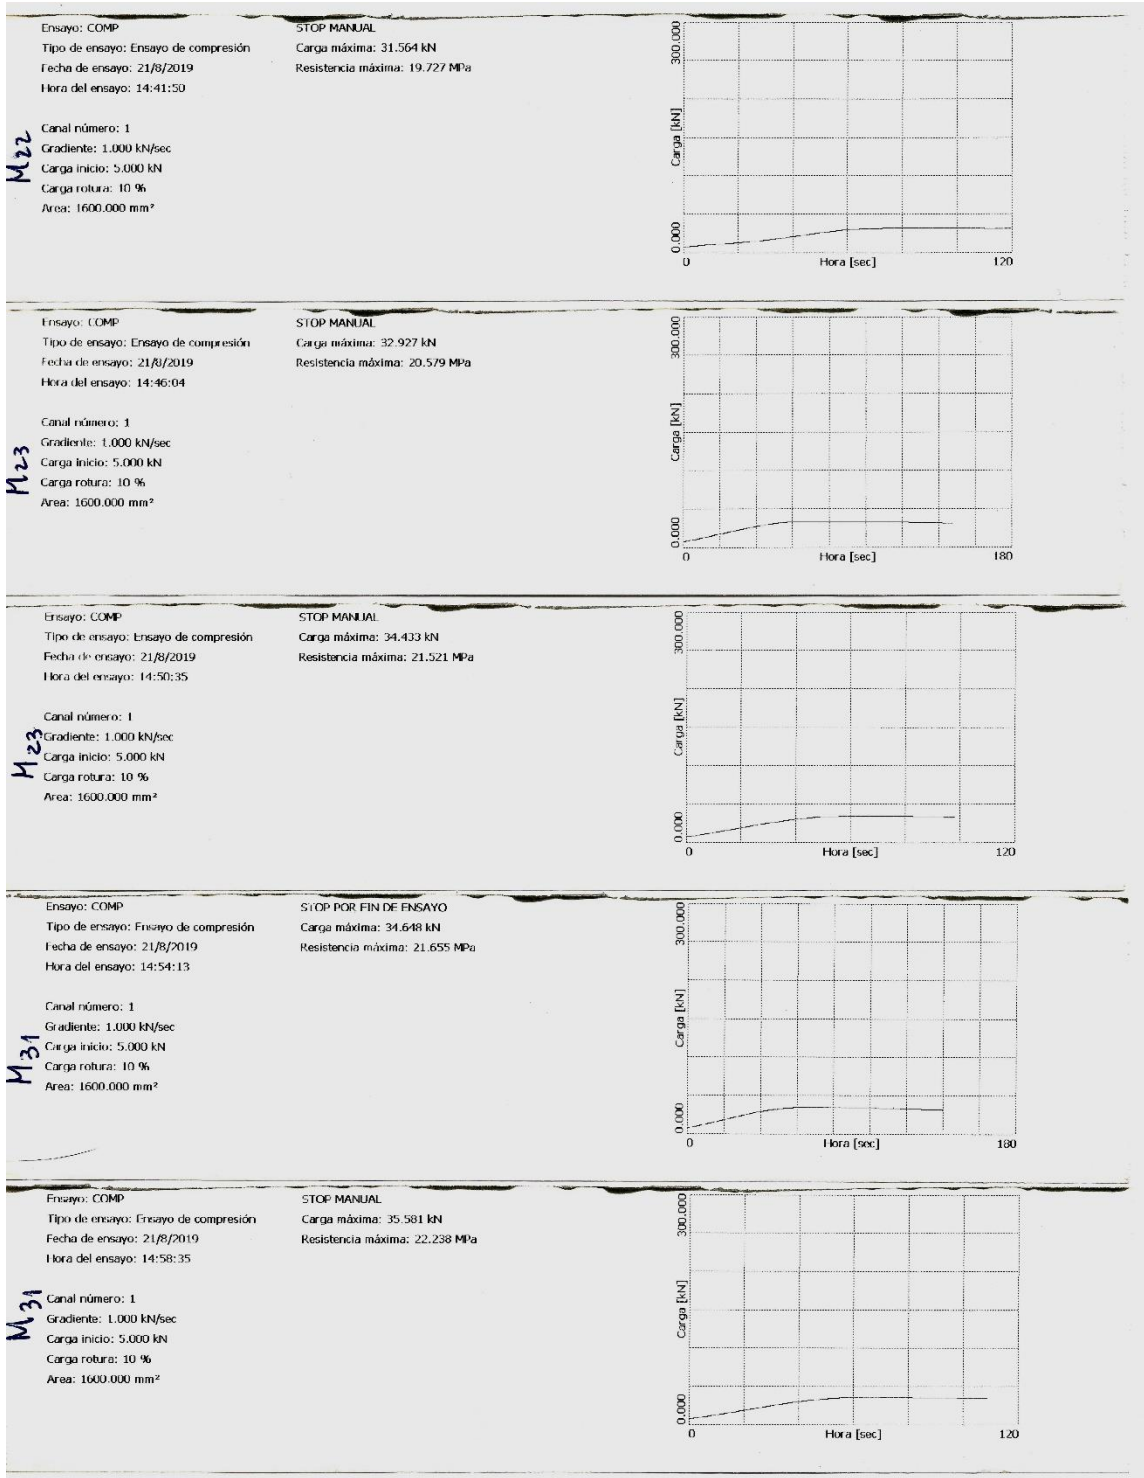 Ensayo: COMP
STOP MANUAL
Tipo de ensayo: Ensayo de compresión
Carga máxima: 31.564 kN
Fecha de ensayo: 21/8/2019
Resistencia máxima: 19.727 MPa
Hora del ensayo: 14:41:50
Canal número: 1
Gradiente: 1.000 kN/sec
Carga inicio: 5.000 kN
Carga rotura: 10 %
Area: 1600.000 mm²
M22
300.000
Carga [kN]
0.000
0
Hora [sec]
120
Ensayo: COMP
STOP MANUAL
Tipo de ensayo: Ensayo de compresión
Carga máxima: 32.927 kN
Fecha de ensayo: 21/8/2019
Resistencia máxima: 20.579 MPa
Hora del ensayo: 14:46:04
Canal número: 1
Gradiente: 1.000 kN/sec
Carga inicio: 5.000 kN
Carga rotura: 10 %
Area: 1600.000 mm²
M23
300.000
Carga [kN]
0.000
0
Hora [sec]
180
Ensayo: COMP
STOP MANUAL
Tipo de ensayo: Ensayo de compresión
Carga máxima: 34.433 kN
Fecha de ensayo: 21/8/2019
Resistencia máxima: 21.521 MPa
Hora del ensayo: 14:50:35
Canal número: 1
Gradiente: 1.000 kN/sec
Carga inicio: 5.000 kN
Carga rotura: 10 %
Area: 1600.000 mm²
M23
300.000
Carga [kN]
0.000
0
Hora [sec]
120
Ensayo: COMP
STOP POR FIN DE ENSAYO
Tipo de ensayo: Ensayo de compresión
Carga máxima: 34.648 kN
Fecha de ensayo: 21/8/2019
Resistencia máxima: 21.655 MPa
Hora del ensayo: 14:54:13
Canal número: 1
Gradiente: 1.000 kN/sec
Carga inicio: 5.000 kN
Carga rotura: 10 %
Area: 1600.000 mm²
M31
300.000
Carga [kN]
0.000
0
Hora [sec]
180
Ensayo: COMP
STOP MANUAL
Tipo de ensayo: Ensayo de compresión
Carga máxima: 35.581 kN
Fecha de ensayo: 21/8/2019
Resistencia máxima: 22.238 MPa
Hora del ensayo: 14:58:35
Canal número: 1
Gradiente: 1.000 kN/sec
Carga inicio: 5.000 kN
Carga rotura: 10 %
Area: 1600.000 mm²
M31
300.000
Carga [kN]
0.000
0
Hora [sec]
120